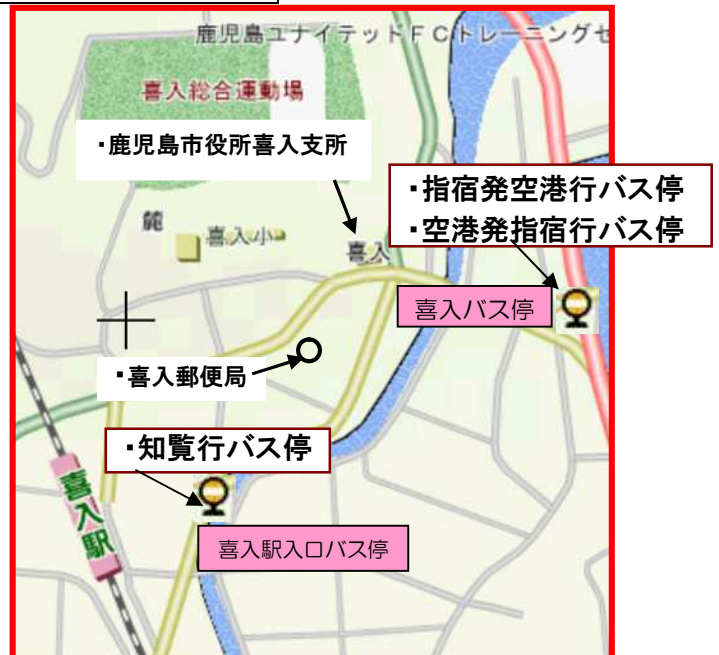 鹿児島ユナイテッドFCトレーニングセ
喜入総合運動場
・鹿児島市役所喜入支所
・指宿発空港行バス停
・空港発指宿行バス停
麓
喜入小
喜入
喜入バス停
・喜入郵便局
・知覧行バス停
喜入駅
喜入駅入口バス停